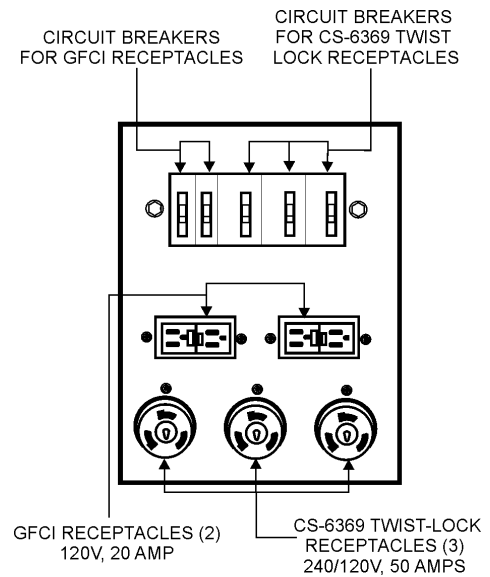 CIRCUIT BREAKERS
FOR GFCI RECEPTACLES
CIRCUIT BREAKERS
FOR CS-6369 TWIST
LOCK RECEPTACLES
GFCI RECEPTACLES (2)
120V, 20 AMP
CS-6369 TWIST-LOCK
RECEPTACLES (3)
240/120V, 50 AMPS